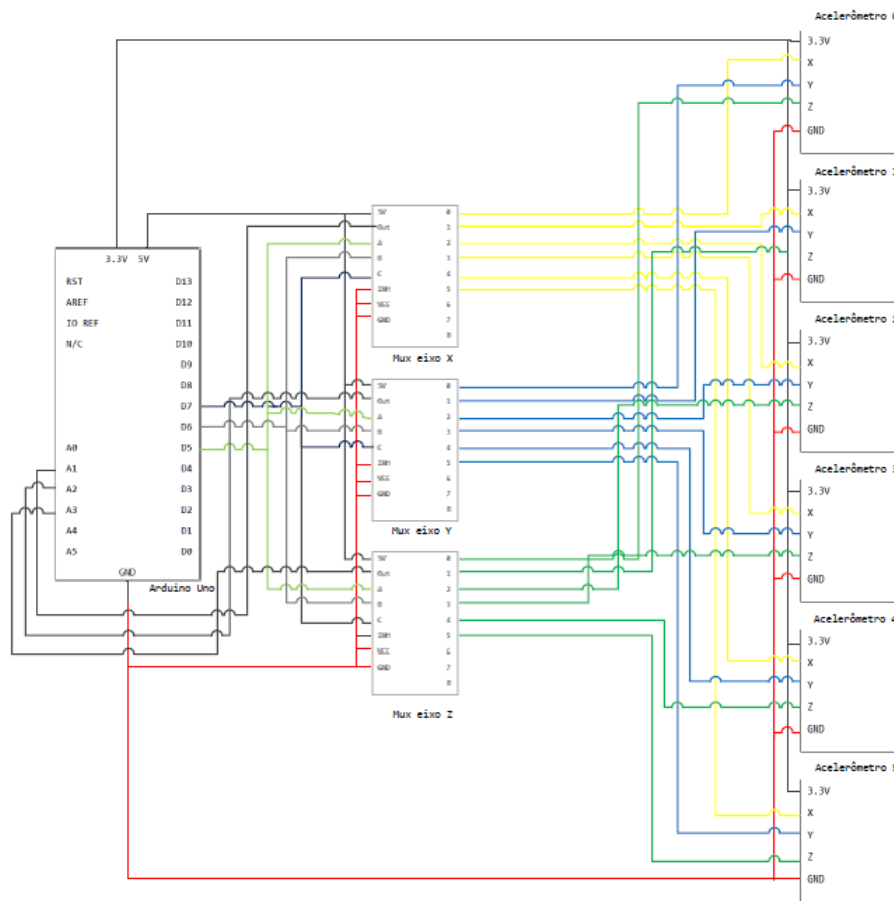 Acelerômetro
3.3V
X
Y
Z
GND
Acelerômetro
3.3V
X
Y
Z
GND
Acelerômetro
3.3V
X
Y
Z
GND
Acelerômetro 3
3.3V
X
Y
Z
GND
Acelerômetro 4
3.3V
X
Y
Z
GND
Acelerômetro
3.3V
X
Y
Z
GND
5V 0
Out 1
A 2
B 3
C 4
INH 5
VEE 6
GND 7
8
Mux eixo X
5V 0
Out 1
A 2
B 3
C 4
INH 5
VEE 6
GND 7
8
Mux eixo Y
5V 0
Out 1
A 2
B 3
C 4
INH 5
VEE 6
GND 7
8
Mux eixo Z
3.3V 5V
RST D13
AREF D12
IO REF D11
N/C D10
D9
D8
D7
D6
A0 D5
A1 D4
A2 D3
A3 D2
A4 D1
A5 D0
GND
Arduino Uno